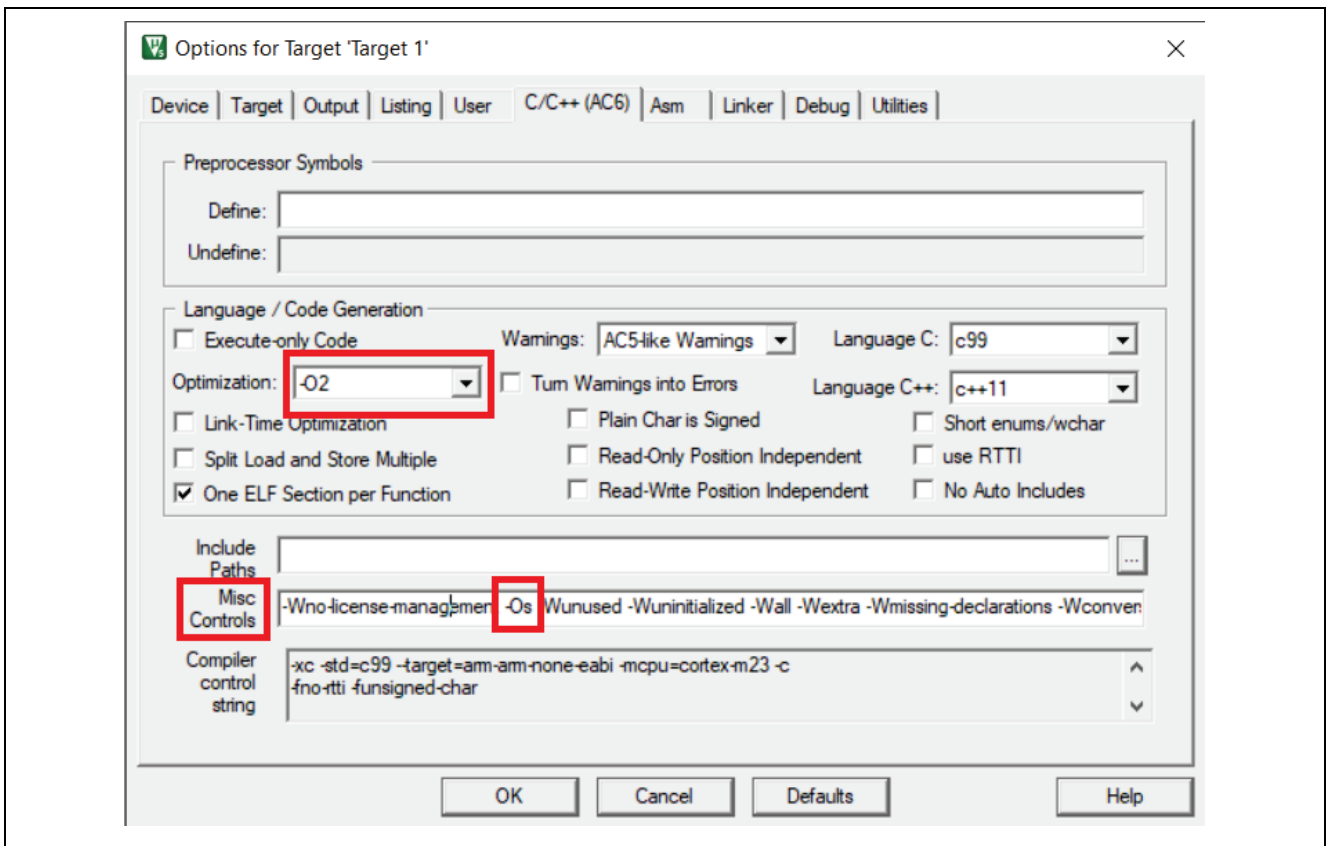 Options for Target 'Target 1'
Device Target Output Listing User C/C++ (AC6) Asm Linker Debug Utilities
Preprocessor Symbols
Define:
Undefine:
Language / Code Generation
Execute-only Code Warnings: AC5-like Warnings Language C: c99
Optimization: -O2 Turn Warnings into Errors Language C++: c++11
Link-Time Optimization Plain Char is Signed Short enums/wchar
Split Load and Store Multiple Read-Only Position Independent use RTTI
One ELF Section per Function Read-Write Position Independent No Auto Includes
Include
Paths ...
Misc
Controls -Wno-license-managemen -Os Wunused -Wuninitialized -Wall -Wextra -Wmissing-declarations -Wconver
Compiler
control
string
-xc -std=c99 --target=arm-arm-none-eabi -mcpu=cortex-m23 -c
-fno-rtti -funsigned-char
OK Cancel Defaults Help